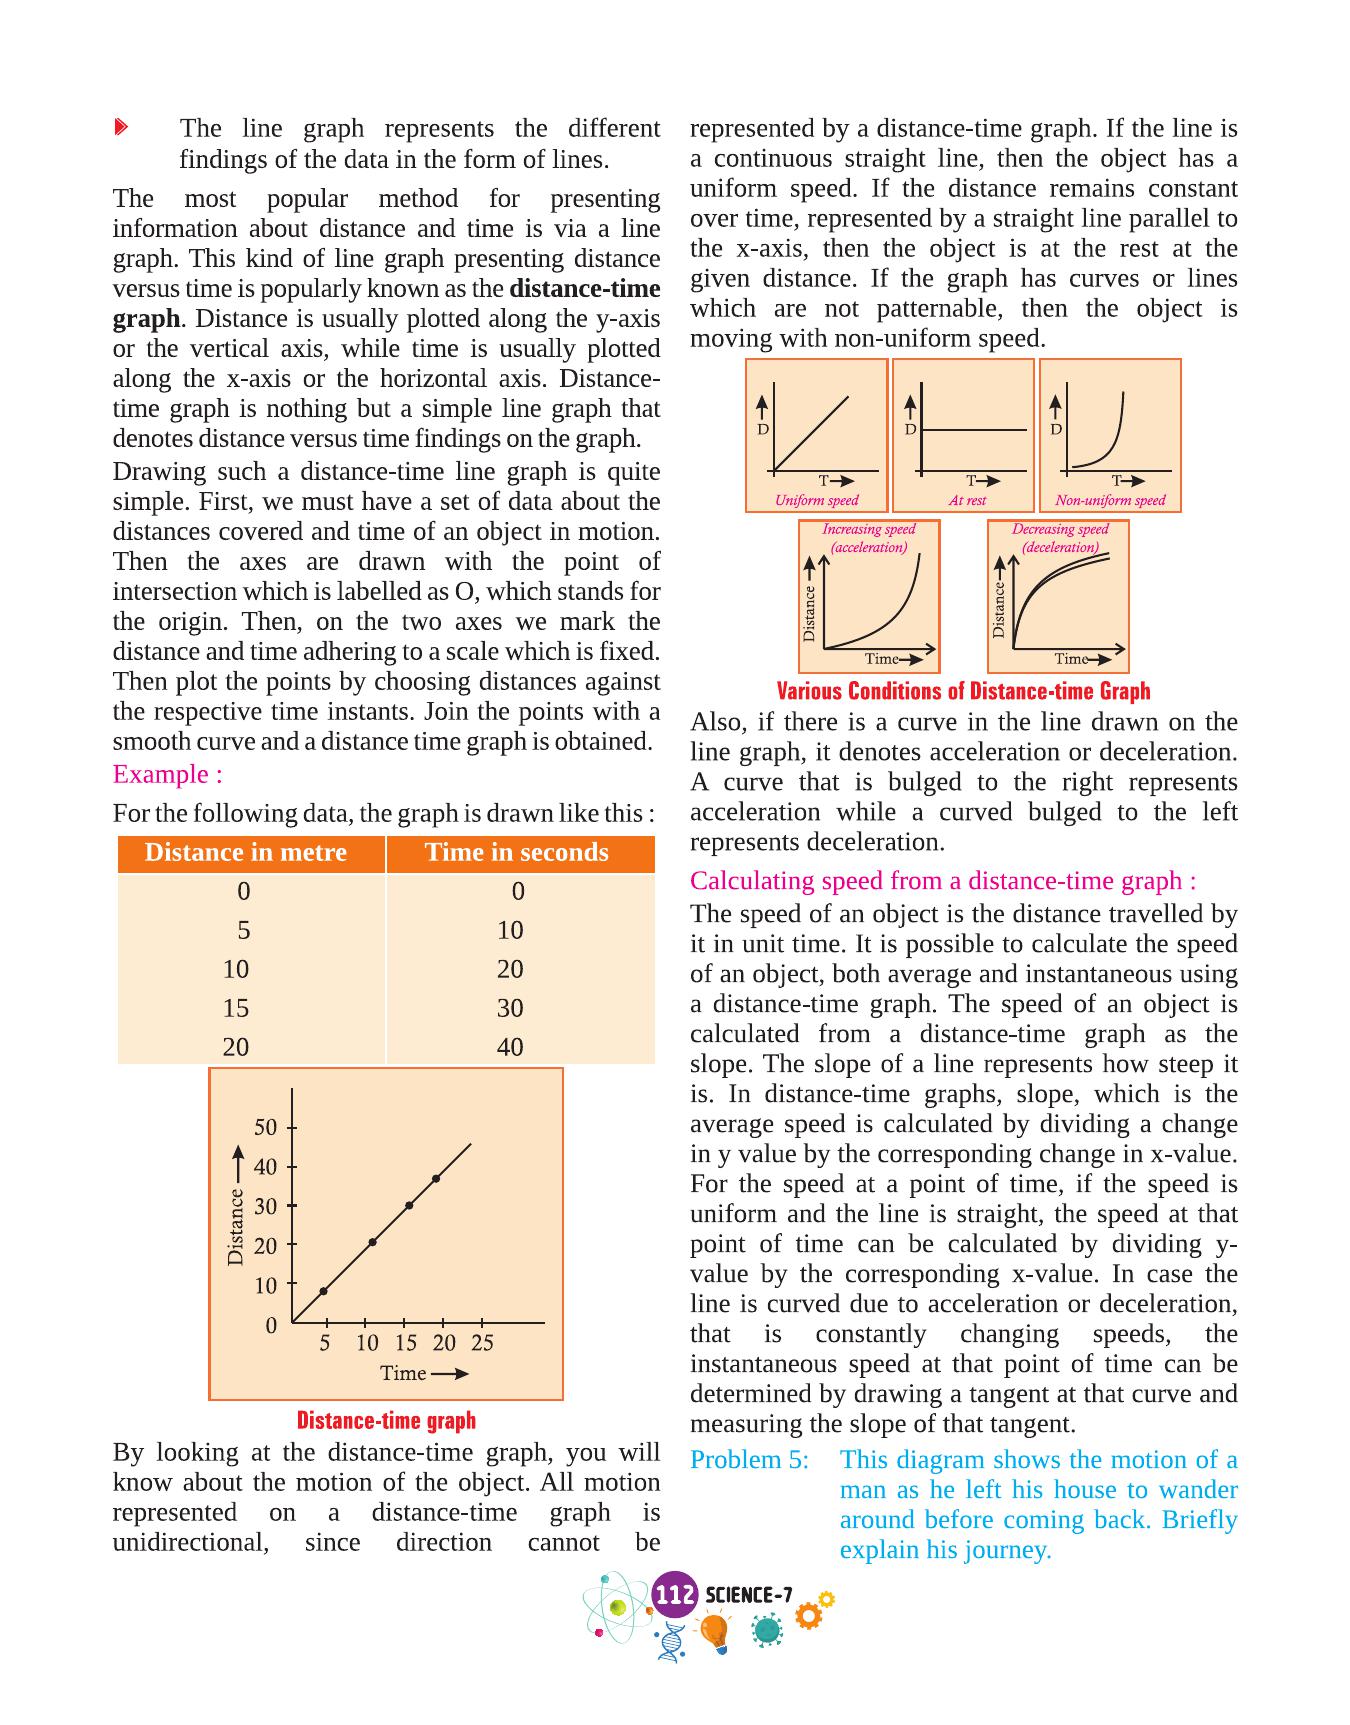 The line graph represents the different
findings of the data in the form of lines.
The most popular method for presenting
information about distance and time is via a line
graph. This kind of line graph presenting distance
versus time is popularly known as the distance-time
graph. Distance is usually plotted along the y-axis
or the vertical axis, while time is usually plotted
along the x-axis or the horizontal axis. Distance-
time graph is nothing but a simple line graph that
denotes distance versus time findings on the graph.
Drawing such a distance-time line graph is quite
simple. First, we must have a set of data about the
distances covered and time of an object in motion.
Then the axes are drawn with the point of
intersection which is labelled as O, which stands for
the origin. Then, on the two axes we mark the
distance and time adhering to a scale which is fixed.
Then plot the points by choosing distances against
the respective time instants. Join the points with a
smooth curve and a distance time graph is obtained.
Example :
For the following data, the graph is drawn like this :
Distance in metre Time in seconds
0 0
5 10
10 20
15 30
20 40
50
40
30
20
10
0
Distance
5 10 15 20 25
Time
Distance-time graph
By looking at the distance-time graph, you will
know about the motion of the object. All motion
represented on a distance-time graph is
unidirectional, since direction cannot be
represented by a distance-time graph. If the line is
a continuous straight line, then the object has a
uniform speed. If the distance remains constant
over time, represented by a straight line parallel to
the x-axis, then the object is at the rest at the
given distance. If the graph has curves or lines
which are not patternable, then the object is
moving with non-uniform speed.
D
T
Uniform speed
D
T
At rest
D
T
Non-uniform speed
Increasing speed
(acceleration)
Distance
Time
Decreasing speed
(deceleration)
Distance
Time
Various Conditions of Distance-time Graph
Also, if there is a curve in the line drawn on the
line graph, it denotes acceleration or deceleration.
A curve that is bulged to the right represents
acceleration while a curved bulged to the left
represents deceleration.
Calculating speed from a distance-time graph :
The speed of an object is the distance travelled by
it in unit time. It is possible to calculate the speed
of an object, both average and instantaneous using
a distance-time graph. The speed of an object is
calculated from a distance-time graph as the
slope. The slope of a line represents how steep it
is. In distance-time graphs, slope, which is the
average speed is calculated by dividing a change
in y value by the corresponding change in x-value.
For the speed at a point of time, if the speed is
uniform and the line is straight, the speed at that
point of time can be calculated by dividing y-
value by the corresponding x-value. In case the
line is curved due to acceleration or deceleration,
that is constantly changing speeds, the
instantaneous speed at that point of time can be
determined by drawing a tangent at that curve and
measuring the slope of that tangent.
Problem 5: This diagram shows the motion of a
man as he left his house to wander
around before coming back. Briefly
explain his journey.
112 SCIENCE-7